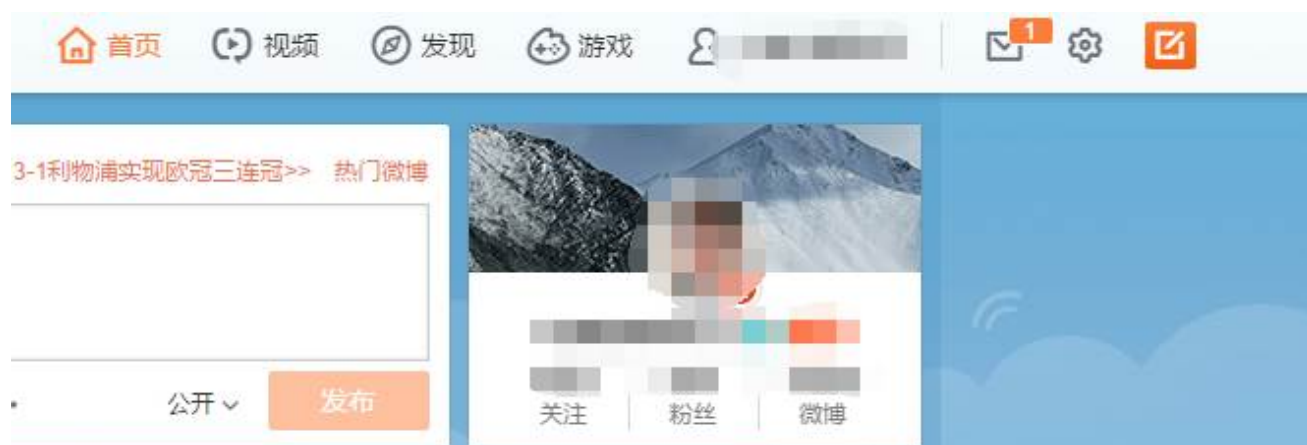 首页 视频 发现 游戏 1
3-1利物浦实现欧冠三连冠>> 热门微博
公开 发布
关注 粉丝 微博